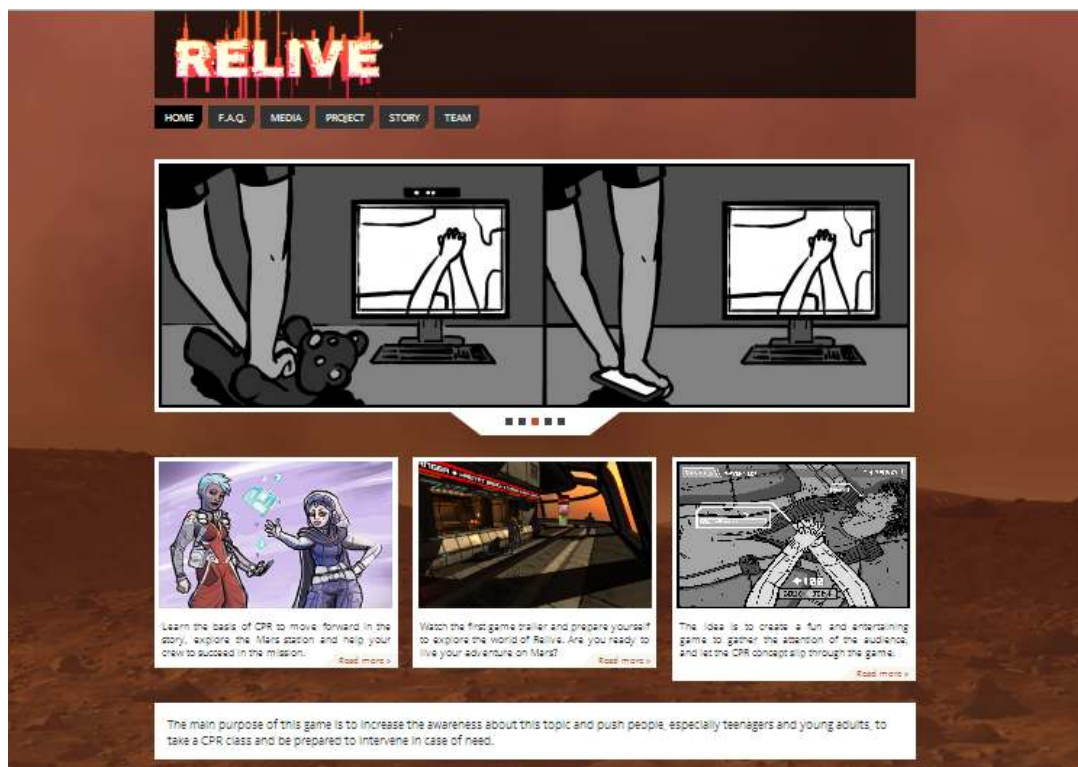 RELIVE
HOME F.A.Q. MEDIA PROJECT STORY TEAM
+100
Learn the basis of CPR to move forward in the
story, explore the Mars station and help your
crew to succeed in the mission.
Read more »
Watch the first game trailer and prepare yourself
to explore the world of Relive. Are you ready to
live your adventure on Mars?
Read more »
The idea is to create a fun and entertaining
game to gather the attention of the audience,
and let the CPR concept slip through the game.
Read more »
The main purpose of this game is to increase the awareness about this topic and push people, especially teenagers and young adults, to
take a CPR class and be prepared to intervene in case of need.